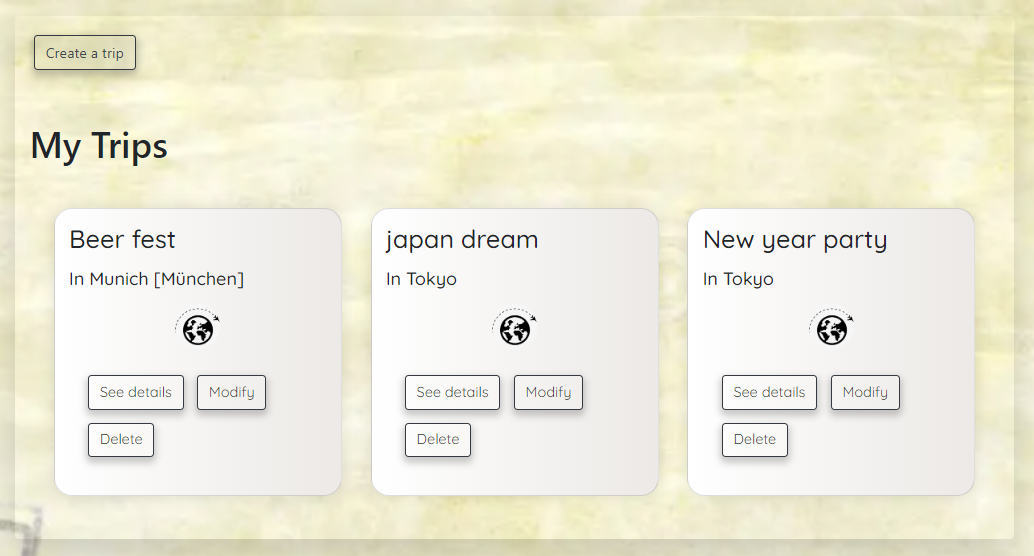 Create a trip
My Trips
Beer fest
In Munich [München]
See details
Modify
Delete
japan dream
In Tokyo
See details
Modify
Delete
New year party
In Tokyo
See details
Modify
Delete